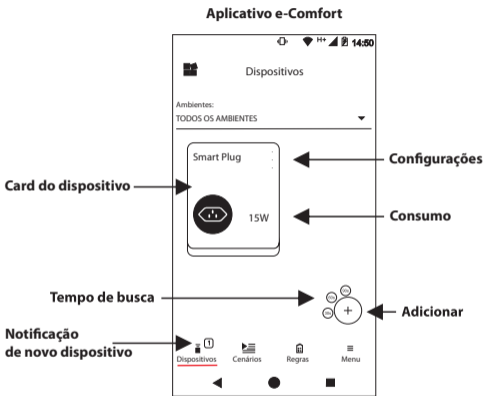 Aplicativo e-Comfort
H+ 14:50
Dispositivos
Ambientes:
TODOS OS AMBIENTES
Smart Plug
Configurações
Card do dispositivo
15W
Consumo
Tempo de busca
+
Adicionar
Notificação
de novo dispositivo
1
Dispositivos
Cenários
Regras
Menu